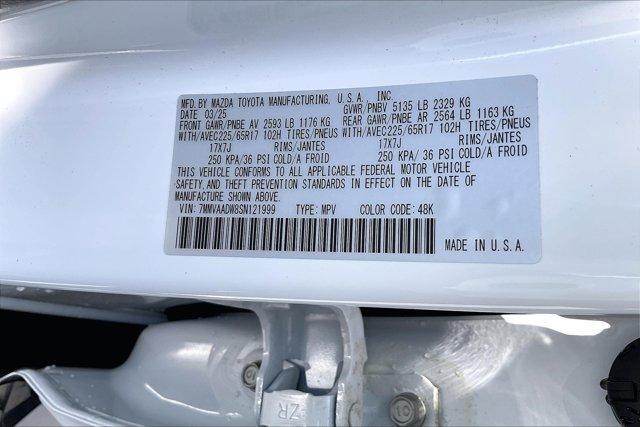 MFD. BY MAZDA TOYOTA MANUFACTURING, U.S.A., INC
DATE: 03/25 GVWR/PNBV 5135 LB 2329 KG
FRONT GAWR/PNBE AV 2593 LB 1176 KG REAR GAWR/PNBE AR 2564 LB 1163 KG
WITH/AVEC225/65R17 102H TIRES/PNEUS WITH/AVEC225/65R17 102H TIRES/PNEUS
17X7J RIMS/JANTES 17X7J RIMS/JANTES
250 KPA/ 36 PSI COLD/A FROID 250 KPA/ 36 PSI COLD/A FROID
THIS VEHICLE CONFORMS TO ALL APPLICABLE FEDERAL MOTOR VEHICLE
SAFETY, AND THEFT PREVENTION STANDARDS IN EFFECT ON THE DATE OF
MANUFACTURE SHOWN ABOVE.
VIN: 7MMVAADW8SN121999 TYPE: MPV COLOR CODE: 48K
MADE IN U.S.A.
ZR
10